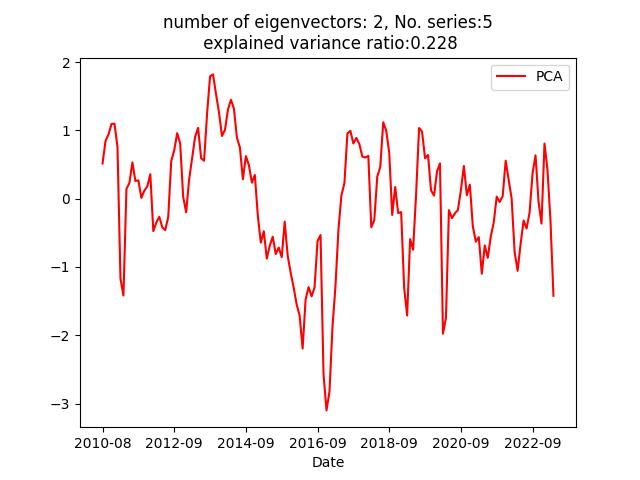 number of eigenvectors: 2, No. series:5
explained variance ratio:0.228
PCA
2
1
0
−1
−2
−3
2010-08 2012-09 2014-09 2016-09 2018-09 2020-09 2022-09
Date